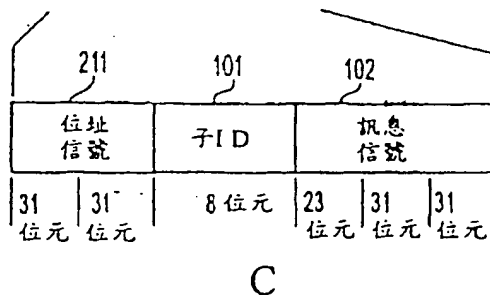 211 101 102
位址 子ID 訊息
信號 信號
31 31 8位元 23 31 31
位元 位元 位元 位元 位元
C